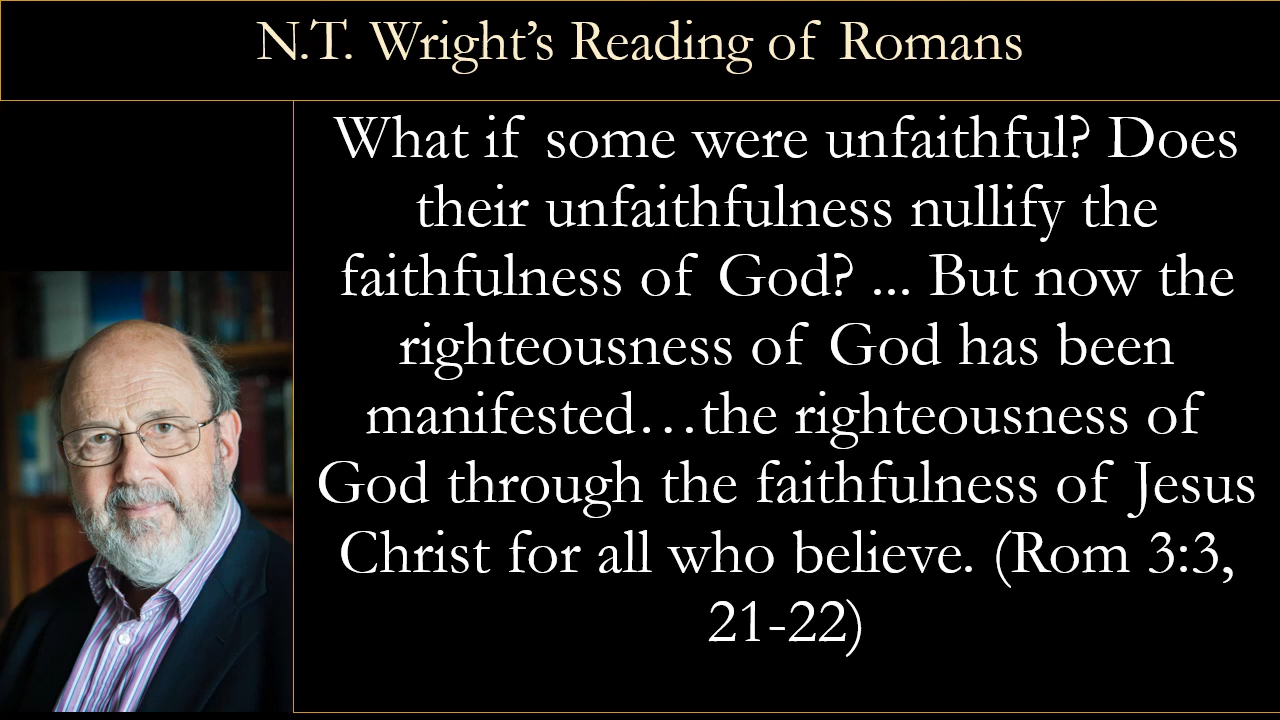 N.T. Wright’s Reading of Romans
What if some were unfaithful? Does
their unfaithfulness nullify the
faithfulness of God? ... But now the
righteousness of God has been
manifested…the righteousness of
God through the faithfulness of Jesus
Christ for all who believe. (Rom 3:3,
21-22)